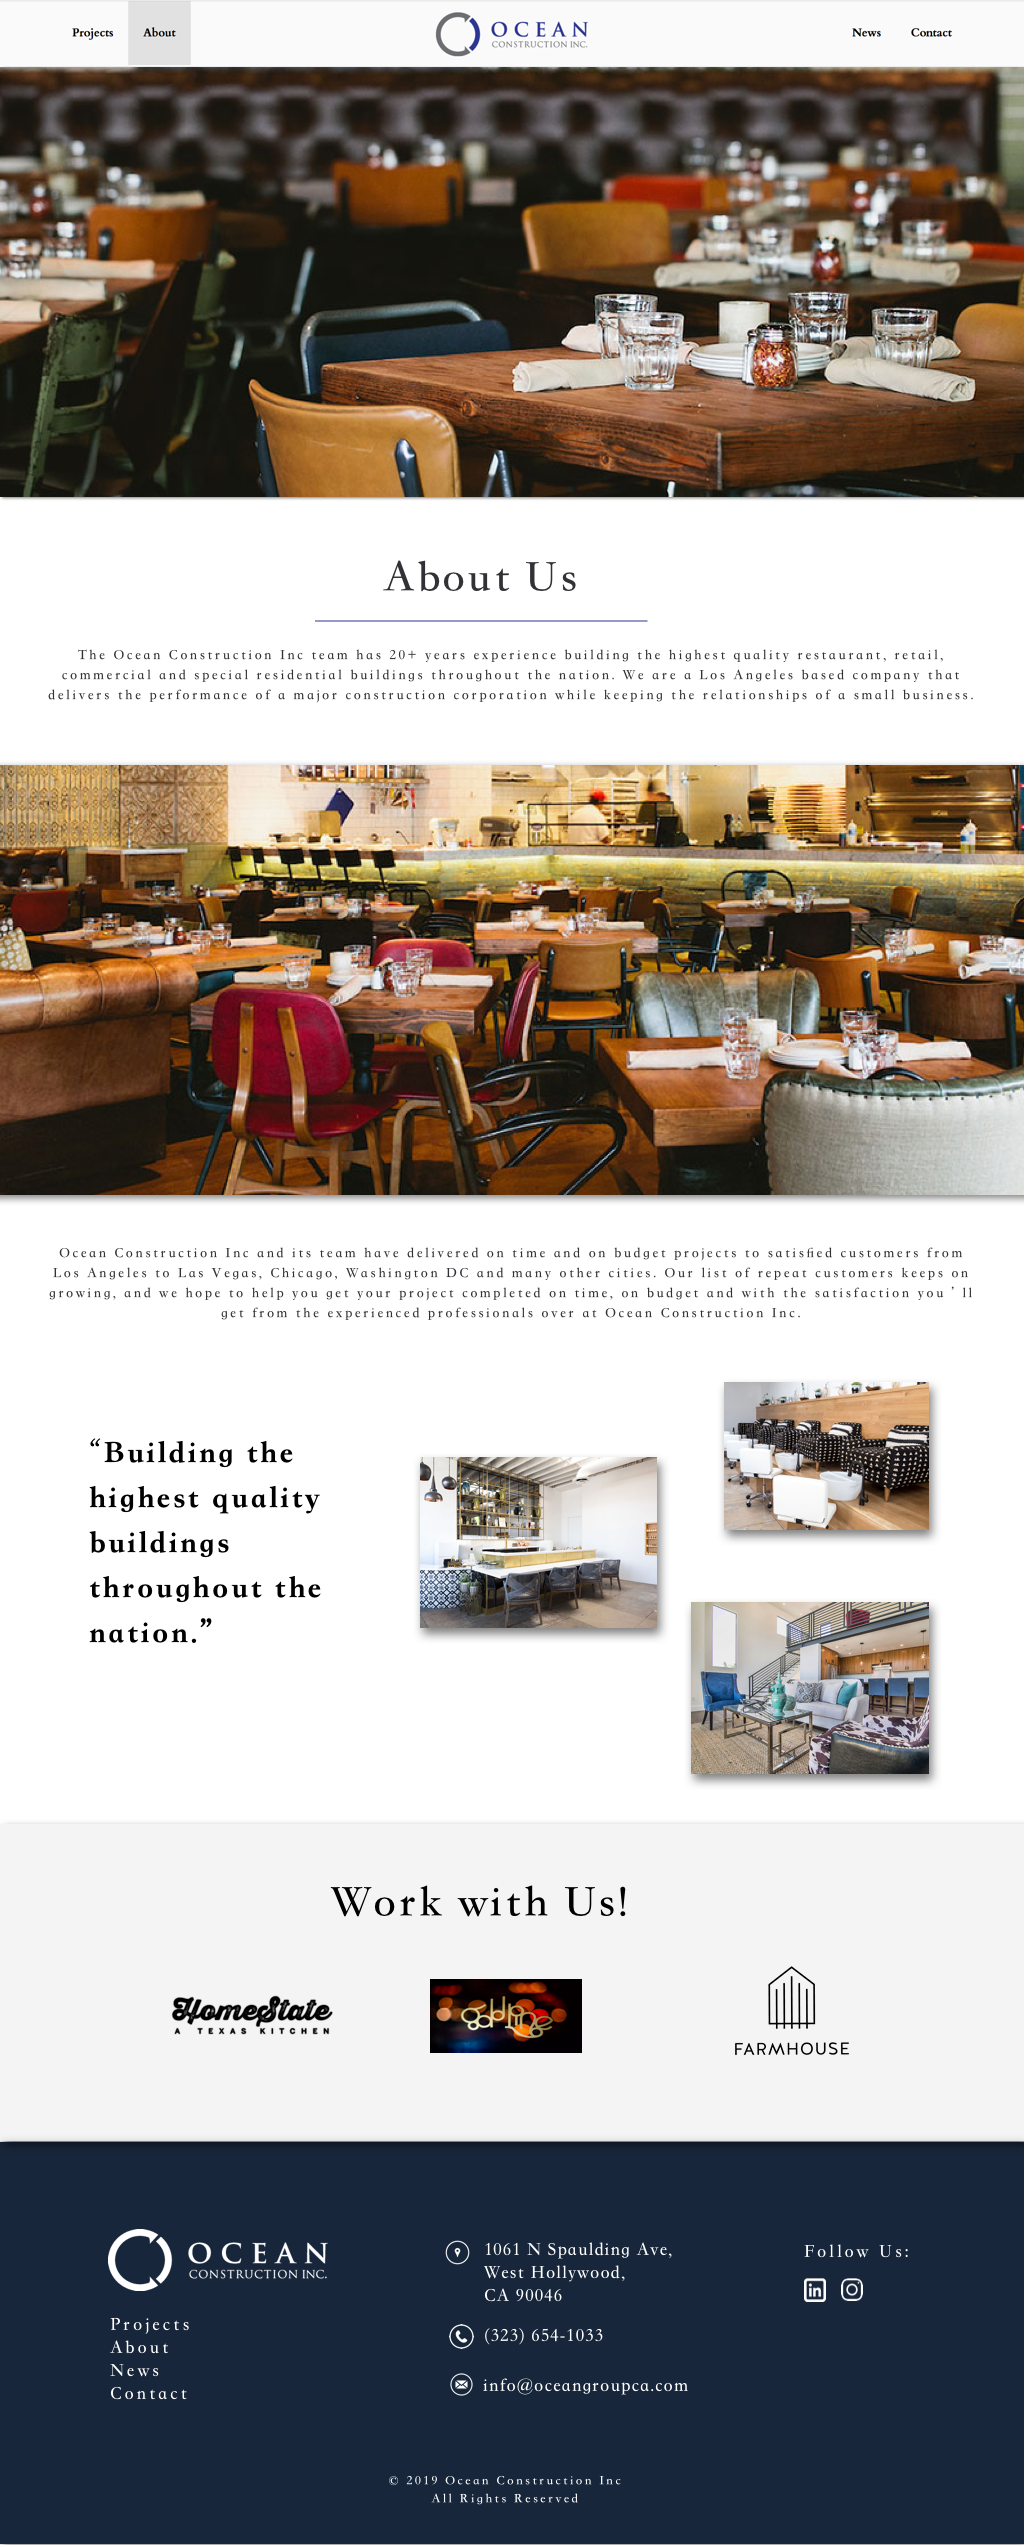 Projects
About
OCEAN
CONSTRUCTION INC.
News
Contact
About Us
The Ocean Construction Inc team has 20+ years experience building the highest quality restaurant, retail,
commercial and special residential buildings throughout the nation. We are a Los Angeles based company that
delivers the performance of a major construction corporation while keeping the relationships of a small business.
Ocean Construction Inc and its team have delivered on time and on budget projects to satisfied customers from
Los Angeles to Las Vegas, Chicago, Washington DC and many other cities. Our list of repeat customers keeps on
growing, and we hope to help you get your project completed on time, on budget and with the satisfaction you’ll
get from the experienced professionals over at Ocean Construction Inc.
“Building the
highest quality
buildings
throughout the
nation.”
Work with Us!
HomeState
A TEXAS KITCHEN
FARMHOUSE
OCEAN
CONSTRUCTION INC.
Projects
About
News
Contact
1061 N Spaulding Ave,
West Hollywood,
CA 90046
(323) 654-1033
info@oceangroupca.com
Follow Us:
in
© 2019 Ocean Construction Inc
All Rights Reserved